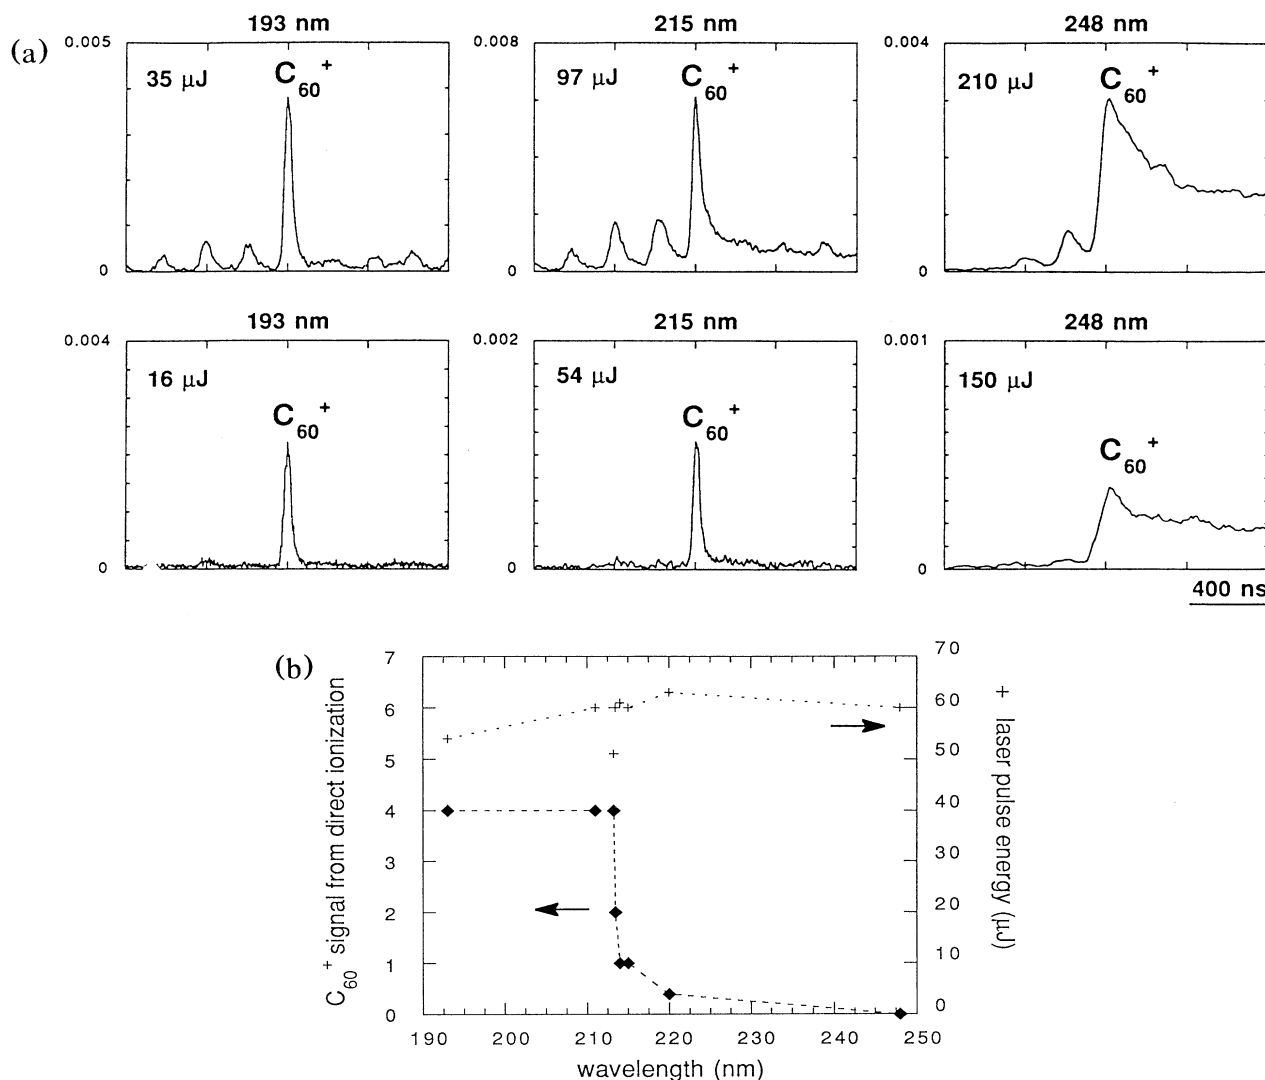 (a)
193 nm
215 nm
248 nm
0.005
35 μJ
C60+
0
0.008
97 μJ
C60+
0
0.004
210 μJ
C60+
0
193 nm
215 nm
248 nm
0.004
16 μJ
C60+
0
0.002
54 μJ
C60+
0
0.001
150 μJ
C60+
0
400 ns
(b)
C60+ signal from direct ionization
7
6
5
4
3
2
1
0
70
60
50
40
30
20
10
0
+ laser pulse energy (μJ)
190 200 210 220 230 240 250
wavelength (nm)